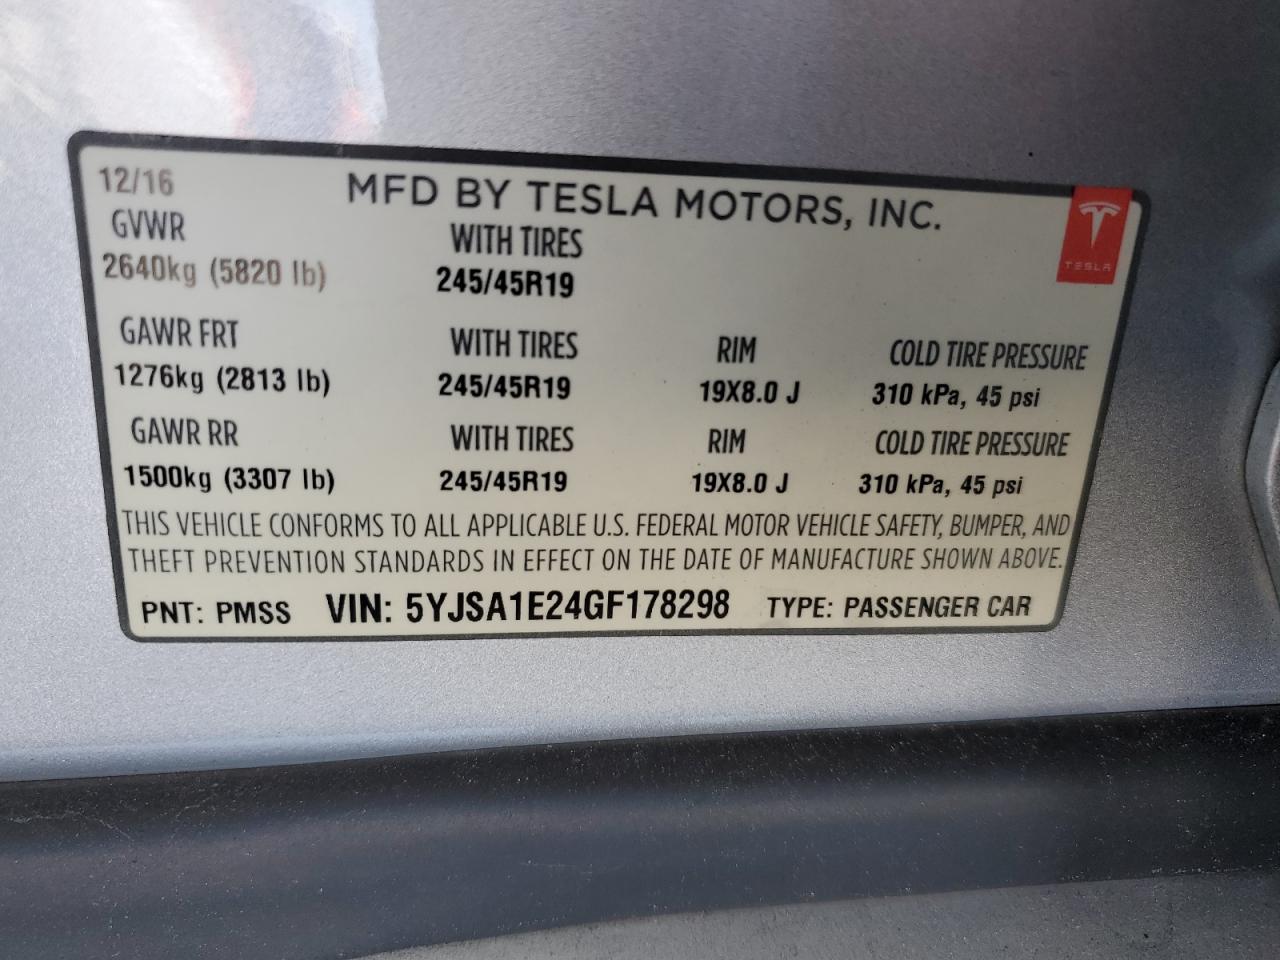 12/16 MFD BY TESLA MOTORS, INC.
TESLA
GVWR WITH TIRES
2640kg (5820 lb) 245/45R19
GAWR FRT WITH TIRES RIM COLD TIRE PRESSURE
1276kg (2813 lb) 245/45R19 19X8.0 J 310 kPa, 45 psi
GAWR RR WITH TIRES RIM COLD TIRE PRESSURE
1500kg (3307 lb) 245/45R19 19X8.0 J 310 kPa, 45 psi
THIS VEHICLE CONFORMS TO ALL APPLICABLE U.S. FEDERAL MOTOR VEHICLE SAFETY, BUMPER, AND
THEFT PREVENTION STANDARDS IN EFFECT ON THE DATE OF MANUFACTURE SHOWN ABOVE.
PNT: PMSS VIN: 5YJSA1E24GF178298 TYPE: PASSENGER CAR